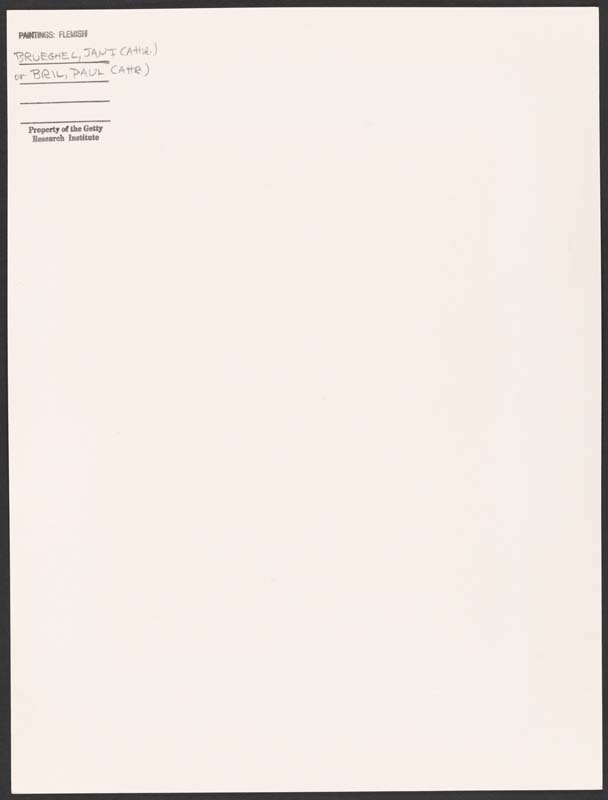 PAINTINGS: FLEMISH
BRUEGHEL, JAN I (Attr.)
or BRIL, PAUL (Attr)
Property of the Getty
Research Institute